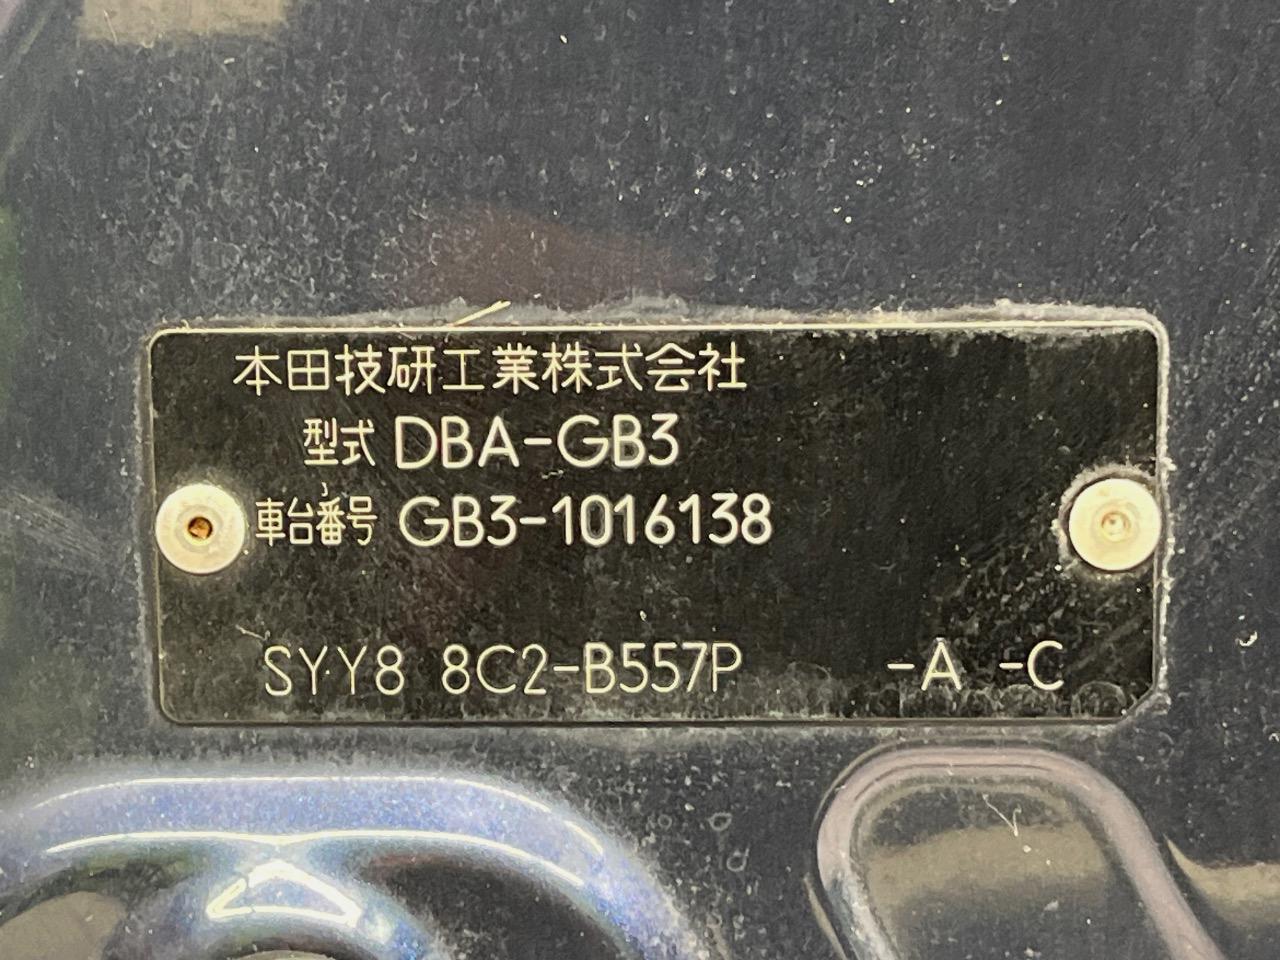 本田技研工業株式会社
型式 DBA-GB3
車台番号 GB3-1016138
SYY8 8C2-B557P -A -C